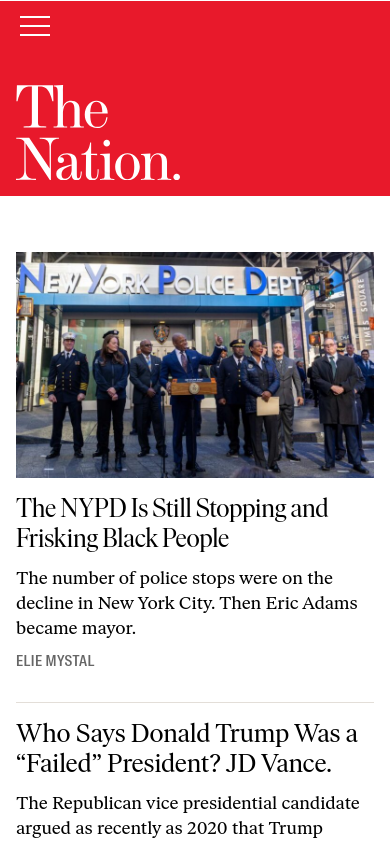 The
Nation.
NEW YORK POLICE DEPT
TIMES SQUARE
The NYPD Is Still Stopping and
Frisking Black People
The number of police stops were on the
decline in New York City. Then Eric Adams
became mayor.
ELIE MYSTAL
Who Says Donald Trump Was a
“Failed” President? JD Vance.
The Republican vice presidential candidate
argued as recently as 2020 that Trump